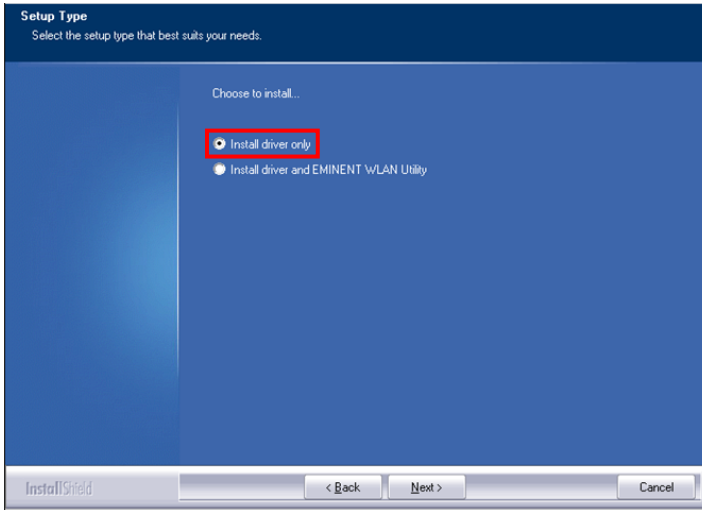 Setup Type
Select the setup type that best suits your needs.
Choose to install...
Install driver only
Install driver and EMINENT WLAN Utility
InstallShield
< Back
Next >
Cancel